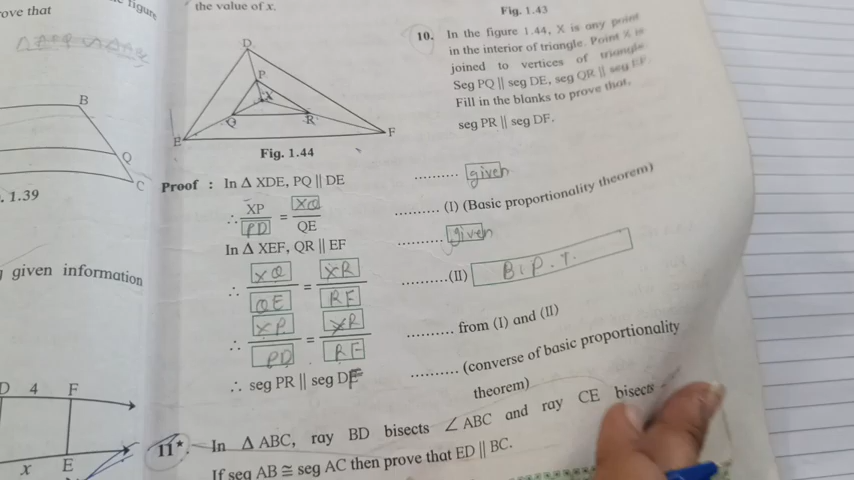 ove that
figure
the value of x.
Fig. 1.43
B
Q
C
. 1.39
given information
D 4 F
x E
D
P
X
Q
R
E
F
Fig. 1.44
10. In the figure 1.44, X is any point
in the interior of triangle. Point X is
joined to vertices of triangle.
Seg PQ || seg DE, seg QR || seg EF.
Fill in the blanks to prove that,
seg PR || seg DF.
Proof : In Δ XDE, PQ || DE .......... given
∴ XP / PD = XQ / QE .......... (I) (Basic proportionality theorem)
In Δ XEF, QR || EF .......... given
∴ XQ / QE = XR / RF ..........(II) B.P.T.
∴ XP / PD = XR / RF .......... from (I) and (II)
∴ seg PR || seg DF .......... (converse of basic proportionality
theorem)
11*. In Δ ABC, ray BD bisects ∠ ABC and ray CE bisects
If seg AB ≅ seg AC then prove that ED || BC.